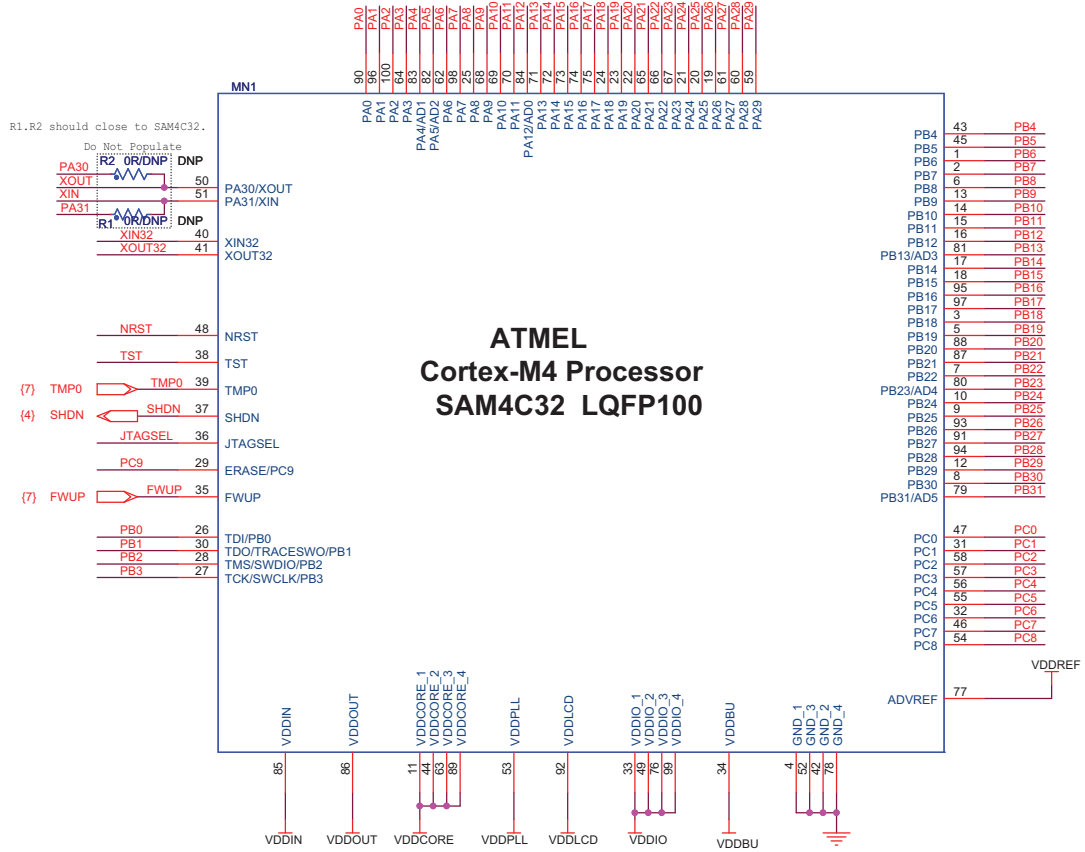 PA0 PA1 PA2 PA3 PA4 PA5 PA6 PA7 PA8 PA9 PA10 PA11 PA12 PA13 PA14 PA15 PA16 PA17 PA18 PA19 PA20 PA21 PA22 PA23 PA24 PA25 PA26 PA27 PA28 PA29
90 96 100 64 83 82 62 98 25 68 69 70 84 71 72 73 74 75 24 23 22 65 66 67 21 20 19 61 60 59
MN1
PA0 PA1 PA2 PA3 PA4/AD1 PA5/AD2 PA6 PA7 PA8 PA9 PA10 PA11 PA12/AD0 PA13 PA14 PA15 PA16 PA17 PA18 PA19 PA20 PA21 PA22 PA23 PA24 PA25 PA26 PA27 PA28 PA29
R1.R2 should close to SAM4C32.
Do Not Populate
R2 0R/DNP DNP
PA30
XOUT 50 PA30/XOUT
XIN 51 PA31/XIN
PA31
R1 0R/DNP DNP
XIN32 40 XIN32
XOUT32 41 XOUT32
NRST 48 NRST
TST 38 TST
{7} TMP0 TMP0 39 TMP0
{4} SHDN SHDN 37 SHDN
JTAGSEL 36 JTAGSEL
PC9 29 ERASE/PC9
{7} FWUP FWUP 35 FWUP
PB0 26 TDI/PB0
PB1 30 TDO/TRACESWO/PB1
PB2 28 TMS/SWDIO/PB2
PB3 27 TCK/SWCLK/PB3
ATMEL
Cortex-M4 Processor
SAM4C32 LQFP100
PB4 43 PB4
PB5 45 PB5
PB6 1 PB6
PB7 2 PB7
PB8 6 PB8
PB9 13 PB9
PB10 14 PB10
PB11 15 PB11
PB12 16 PB12
PB13/AD3 81 PB13
PB14 17 PB14
PB15 18 PB15
PB16 95 PB16
PB17 97 PB17
PB18 3 PB18
PB19 5 PB19
PB20 88 PB20
PB21 87 PB21
PB22 7 PB22
PB23/AD4 80 PB23
PB24 10 PB24
PB25 9 PB25
PB26 93 PB26
PB27 91 PB27
PB28 94 PB28
PB29 12 PB29
PB30 8 PB30
PB31/AD5 79 PB31
PC0 47 PC0
PC1 31 PC1
PC2 58 PC2
PC3 57 PC3
PC4 56 PC4
PC5 55 PC5
PC6 32 PC6
PC7 46 PC7
PC8 54 PC8
VDDREF
ADVREF 77
VDDIN VDDOUT VDDCORE_1 VDDCORE_2 VDDCORE_3 VDDCORE_4 VDDPLL VDDLCD VDDIO_1 VDDIO_2 VDDIO_3 VDDIO_4 VDDBU GND_1 GND_3 GND_2 GND_4
85 86 11 44 63 89 53 92 33 49 76 99 34 4 52 42 78
VDDIN VDDOUT VDDCORE VDDPLL VDDLCD VDDIO VDDBU